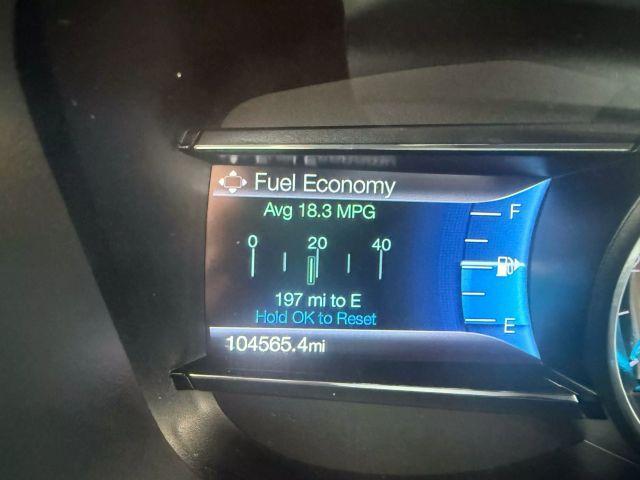 Fuel Economy
Avg 18.3 MPG
F
0 20 40
197 mi to E
Hold OK to Reset
E
104565.4mi